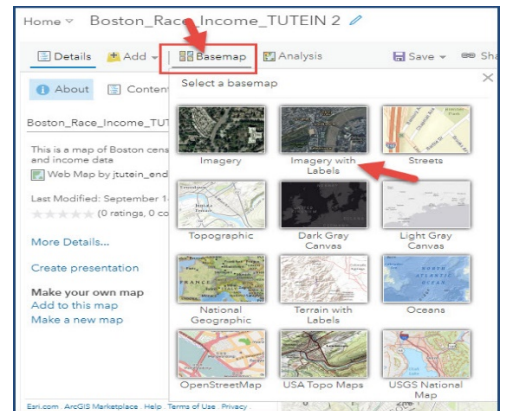 Home Boston_Race_Income_TUTEIN 2
Details Add Basemap Analysis Save Sha
About Conten
Select a basemap
Boston_Race_Income_TUT
This is a map of Boston cens
and income data
Web Map by jtutein_end
Last Modified: September 1
(0 ratings, 0 co
More Details...
Create presentation
Make your own map
Add to this map
Make a new map
Imagery
Imagery with
Labels
Streets
Topographic
Dark Gray
Canvas
Light Gray
Canvas
National
Geographic
Terrain with
Labels
Oceans
OpenStreetMap
USA Topo Maps
USGS National
Map
Esri.com . ArcGIS Marketplace . Help . Terms of Use . Privacy